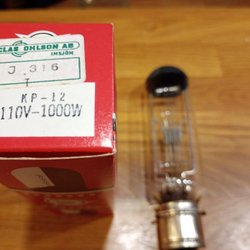 CLAS OHLSON AB
INSJÖN
J 316
KP-12
110V-1000W